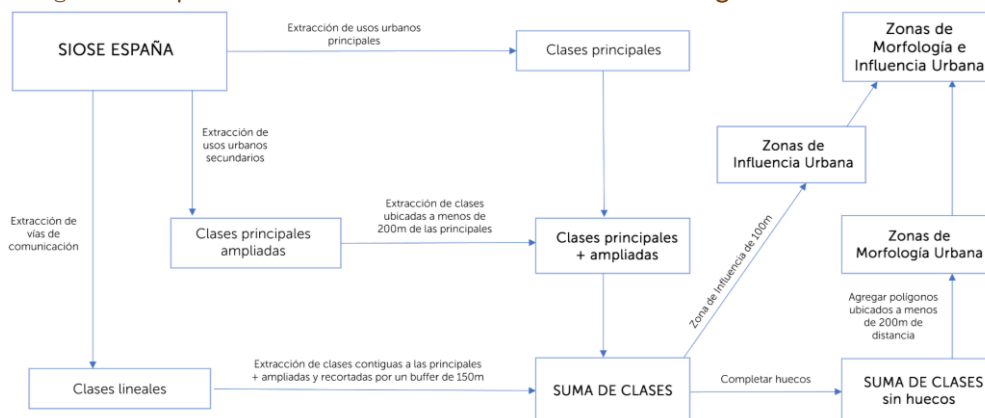 SIOSE ESPAÑA
Extracción de usos urbanos
principales
Clases principales
Zonas de
Morfología e
Influencia Urbana
Extracción de
usos urbanos
secundarios
Zonas de
Influencia Urbana
Extracción de
vías de
comunicación
Clases principales
ampliadas
Extracción de clases
ubicadas a menos de
200m de las principales
Clases principales
+ ampliadas
Zona de Influencia de 100m
Zonas de
Morfología Urbana
Agregar polígonos
ubicados a menos
de 200m de
distancia
Clases lineales
Extracción de clases contiguas a las principales
+ ampliadas y recortadas por un buffer de 150m
SUMA DE CLASES
Completar huecos
SUMA DE CLASES
sin huecos